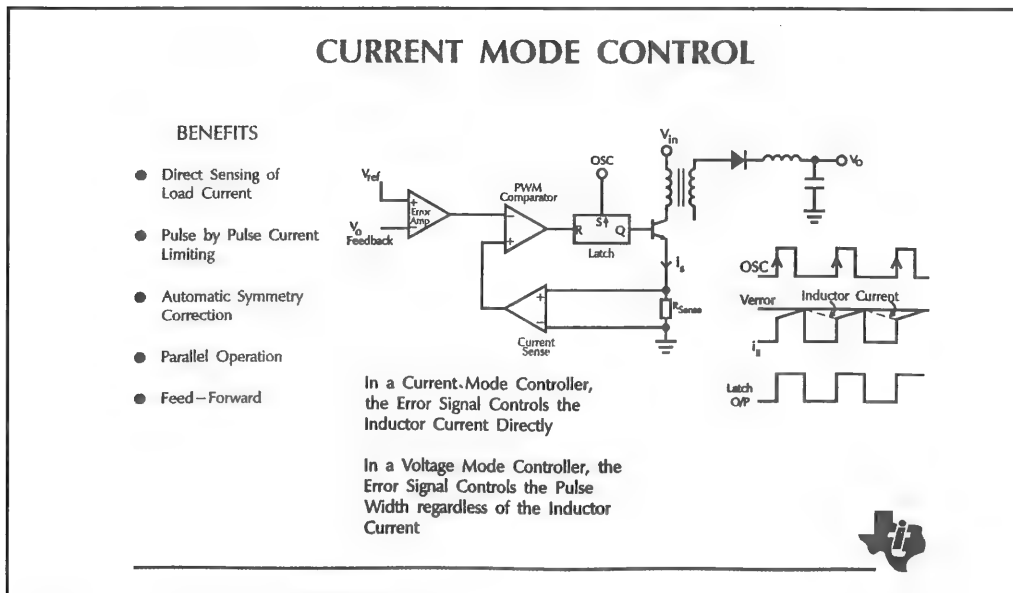 CURRENT MODE CONTROL
BENEFITS
● Direct Sensing of
Load Current
● Pulse by Pulse Current
Limiting
● Automatic Symmetry
Correction
● Parallel Operation
● Feed-Forward
Vref
Vo
Feedback
+
Error
Amp
-
PWM
Comparator
-
+
OSC
S
R
Q
Latch
Vin
Vo
is
RSense
+
-
Current
Sense
OSC
Verror
Inductor Current
is
Latch
O/P
In a Current Mode Controller,
the Error Signal Controls the
Inductor Current Directly
In a Voltage Mode Controller, the
Error Signal Controls the Pulse
Width regardless of the Inductor
Current